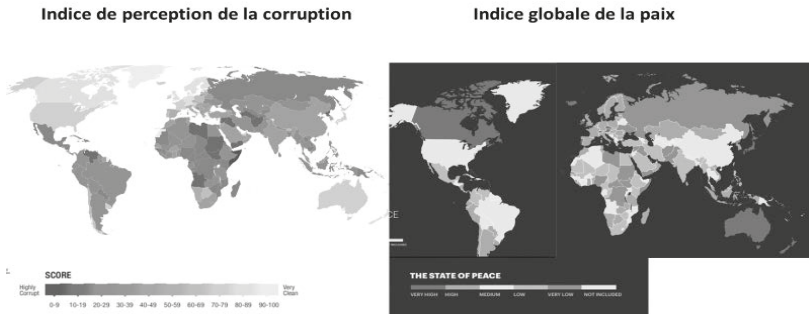 Indice de perception de la corruption
Indice globale de la paix
CE
SCORE
Highly Corrupt
Very Clean
0-9 10-19 20-29 30-39 40-49 50-59 60-69 70-79 80-89 90-100
THE STATE OF PEACE
VERY HIGH HIGH MEDIUM LOW VERY LOW NOT INCLUDED